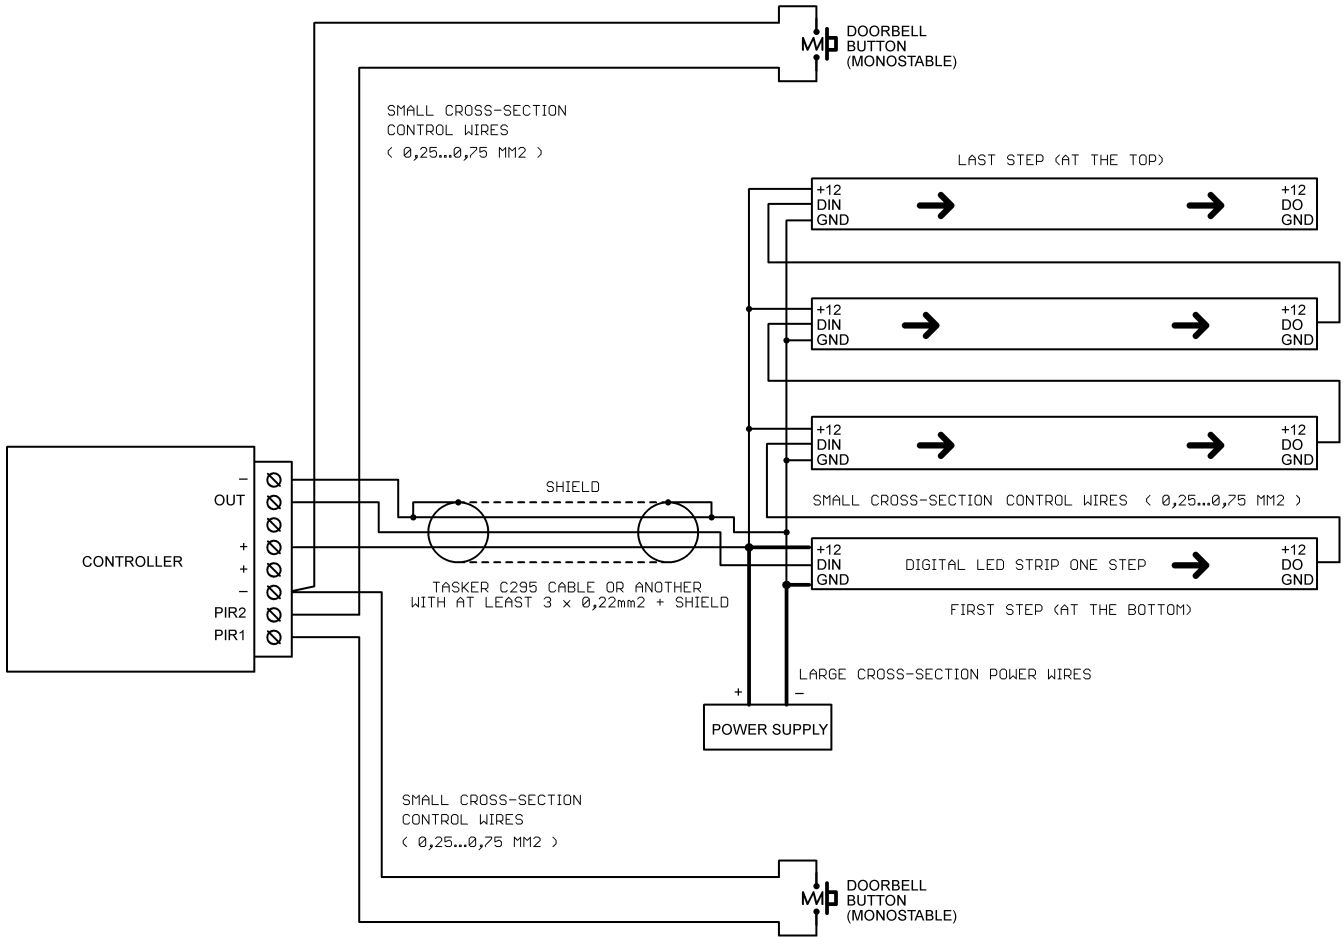 DOORBELL
BUTTON
(MONOSTABLE)
SMALL CROSS-SECTION
CONTROL WIRES
( 0,25...0,75 MM2 )
LAST STEP (AT THE TOP)
+12 +12
DIN DO
GND GND
+12 +12
DIN DO
GND GND
+12 +12
DIN DO
GND GND
SMALL CROSS-SECTION CONTROL WIRES ( 0,25...0,75 MM2 )
SHIELD
+12 +12
DIN DIGITAL LED STRIP ONE STEP DO
GND GND
FIRST STEP (AT THE BOTTOM)
TASKER C295 CABLE OR ANOTHER
WITH AT LEAST 3 x 0,22mm2 + SHIELD
CONTROLLER
–
OUT
+
+
–
PIR2
PIR1
LARGE CROSS-SECTION POWER WIRES
+ –
POWER SUPPLY
SMALL CROSS-SECTION
CONTROL WIRES
( 0,25...0,75 MM2 )
DOORBELL
BUTTON
(MONOSTABLE)